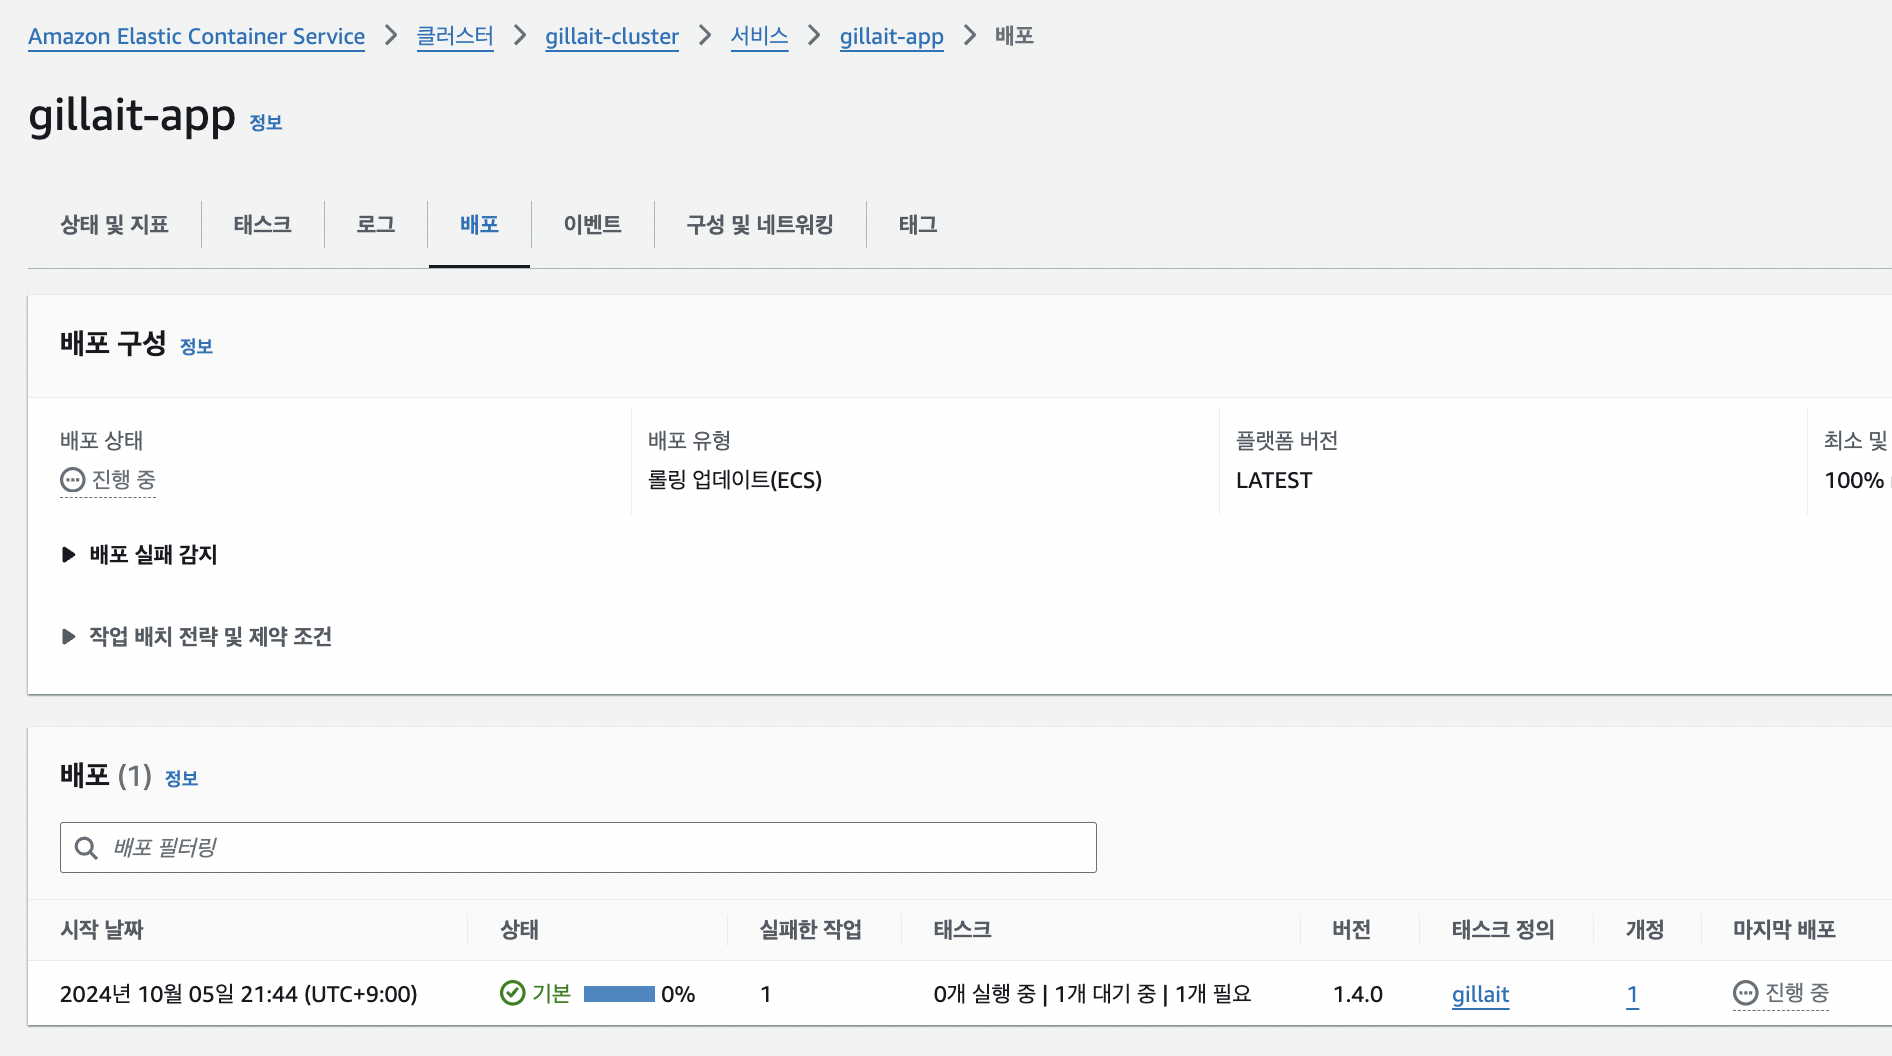 Amazon Elastic Container Service > 클러스터 > gillait-cluster > 서비스 > gillait-app > 배포
gillait-app 정보
상태 및 지표 태스크 로그 배포 이벤트 구성 및 네트워킹 태그
배포 구성 정보
배포 상태 배포 유형 플랫폼 버전 최소 및
진행 중 롤링 업데이트(ECS) LATEST 100%
배포 실패 감지
작업 배치 전략 및 제약 조건
배포 (1) 정보
배포 필터링
시작 날짜 상태 실패한 작업 태스크 버전 태스크 정의 개정 마지막 배포
2024년 10월 05일 21:44 (UTC+9:00) 기본 0% 1 0개 실행 중 | 1개 대기 중 | 1개 필요 1.4.0 gillait 1 진행 중